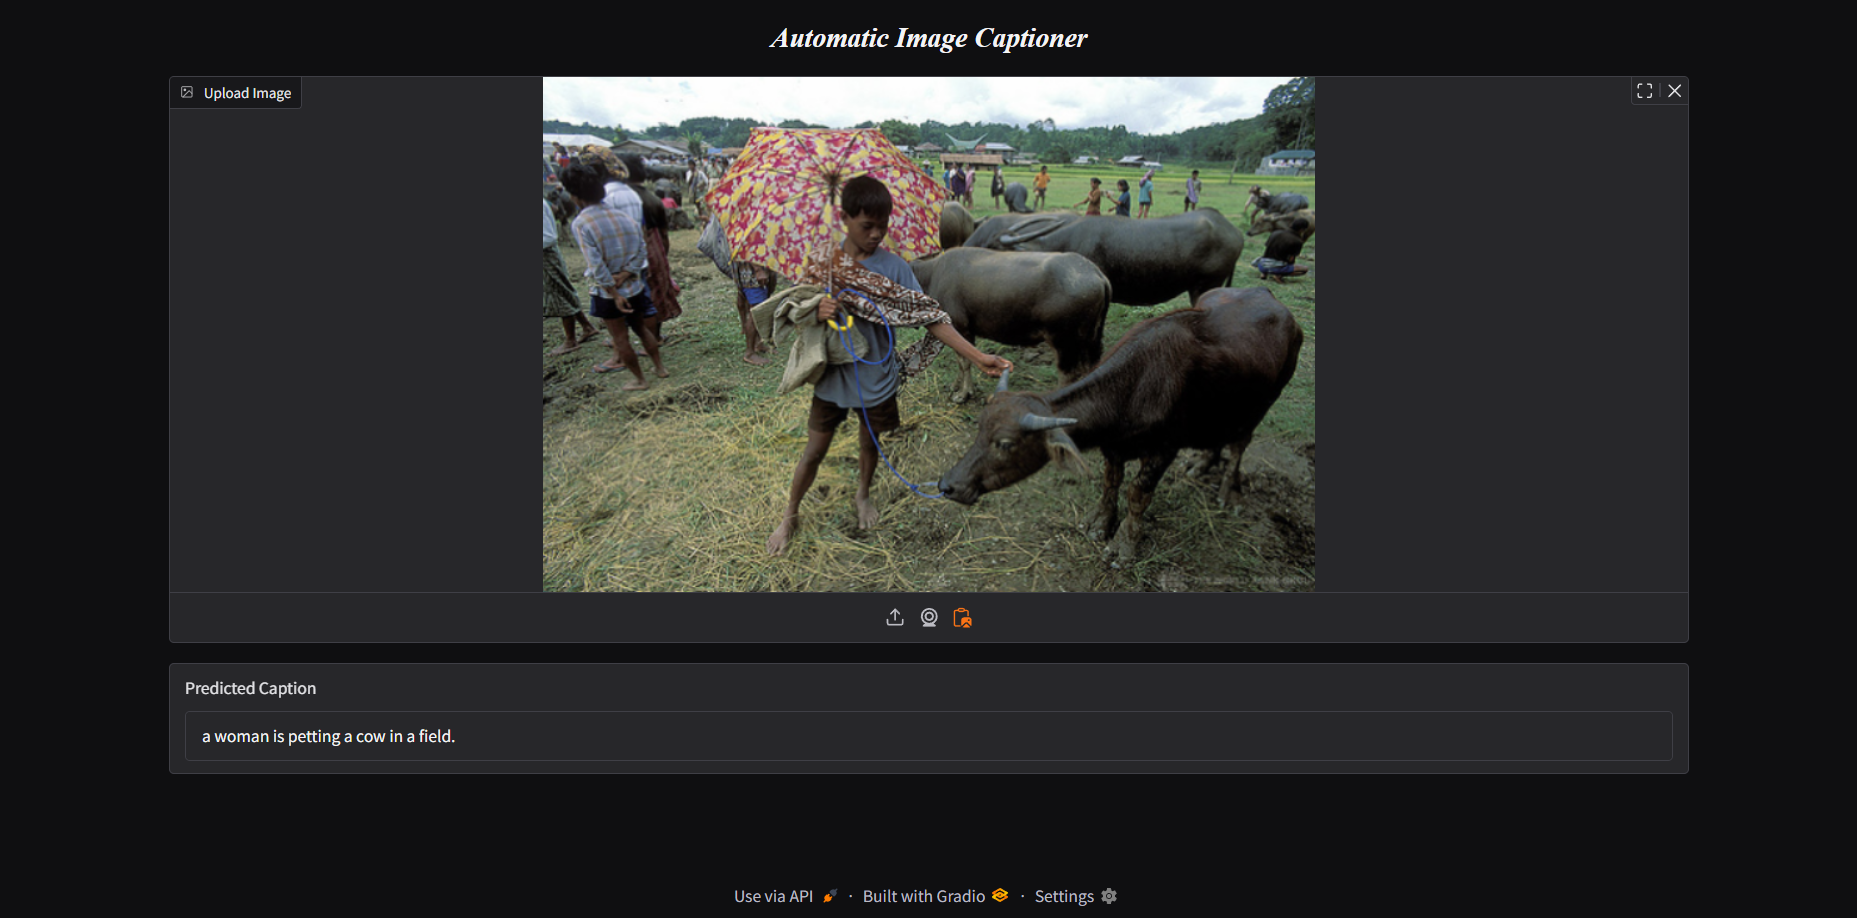 Automatic Image Captioner
Upload Image
Predicted Caption
a woman is petting a cow in a field.
Use via API · Built with Gradio · Settings